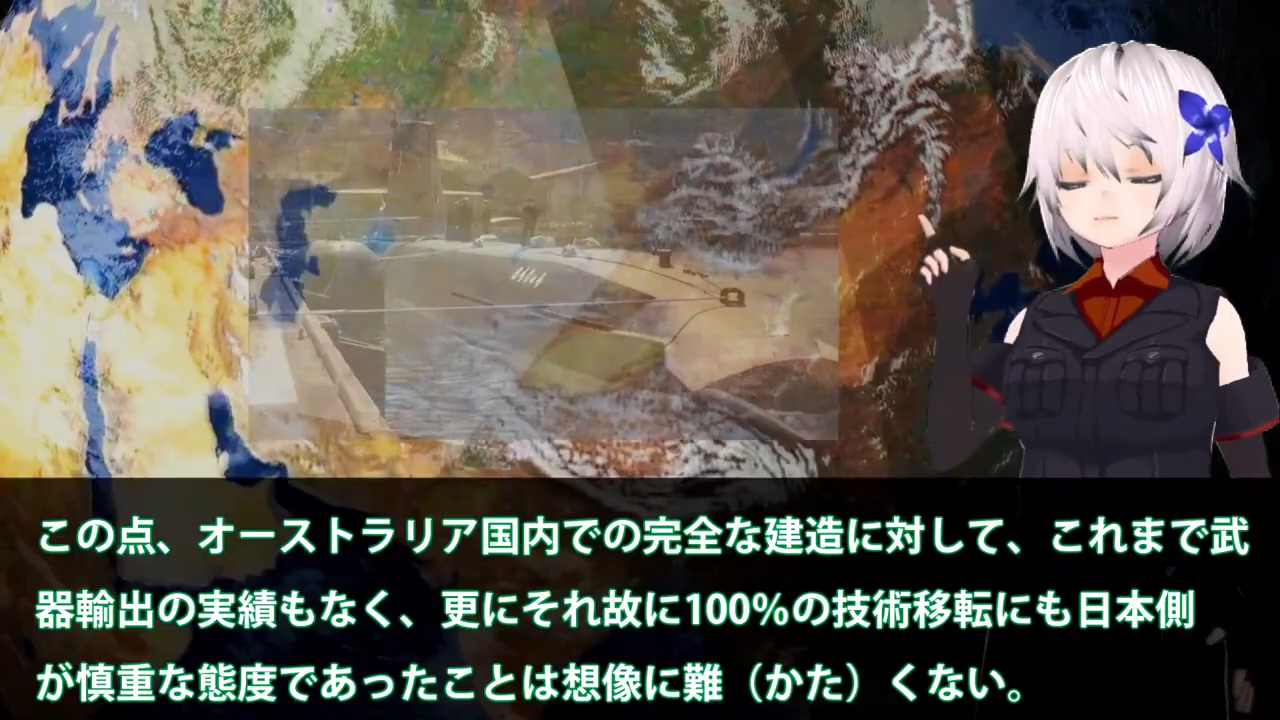 この点、オーストラリア国内での完全な建造に対して、これまで武
器輸出の実績もなく、更にそれ故に100%の技術移転にも日本側
が慎重な態度であったことは想像に難（かた）くない。